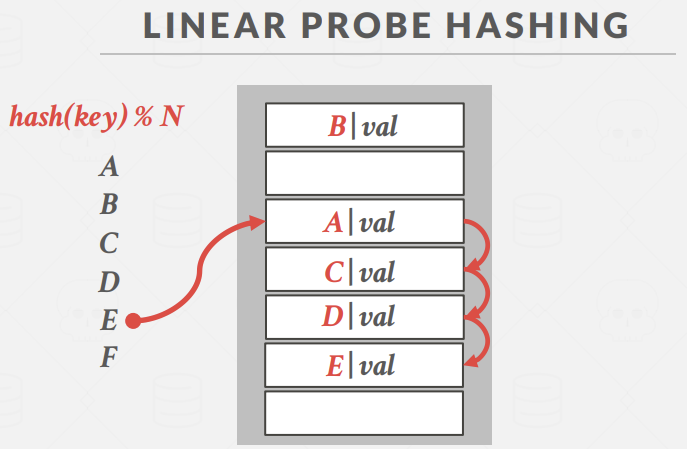 LINEAR PROBE HASHING
hash(key) % N
A
B
C
D
E
F
B|val
A|val
C|val
D|val
E|val